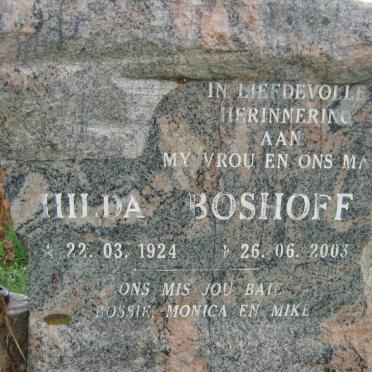 IN LIEFDEVOLLE
HERINNERING
AAN
MY VROU EN ONS MA
HILDA BOSHOFF
* 22. 03. 1924 + 26. 06. 2003
ONS MIS JOU BAIE
BOSSIE, MONICA EN MIKE